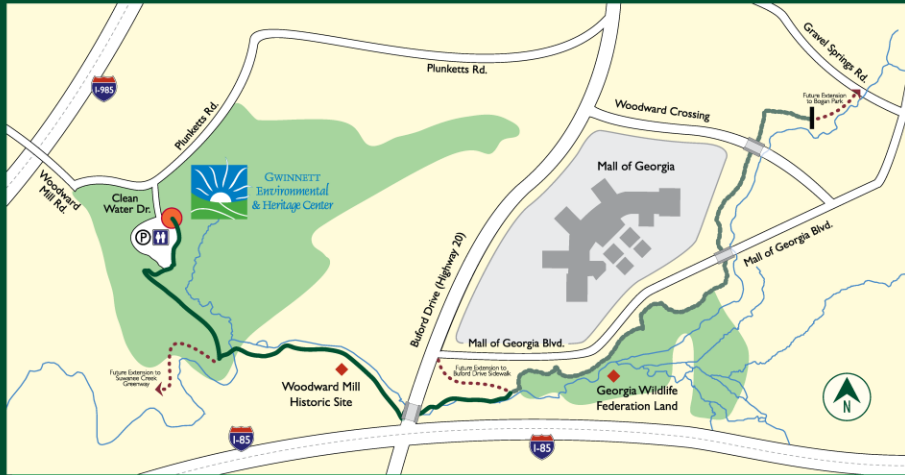 I-985
Plunketts Rd.
Plunketts Rd.
Gravel Springs Rd.
Future Extension
to Bogan Park
Woodward Crossing
Woodward
Mill Rd.
Clean
Water Dr.
P
GWINNETT
Environmental
& Heritage Center
Mall of Georgia
Buford Drive (Highway 20)
Mall of Georgia Blvd.
Mall of Georgia Blvd.
Future Extension to
Suwanee Creek
Greenway
Woodward Mill
Historic Site
Future Extension to
Buford Drive Sidewalk
Georgia Wildlife
Federation Land
N
I-85
I-85